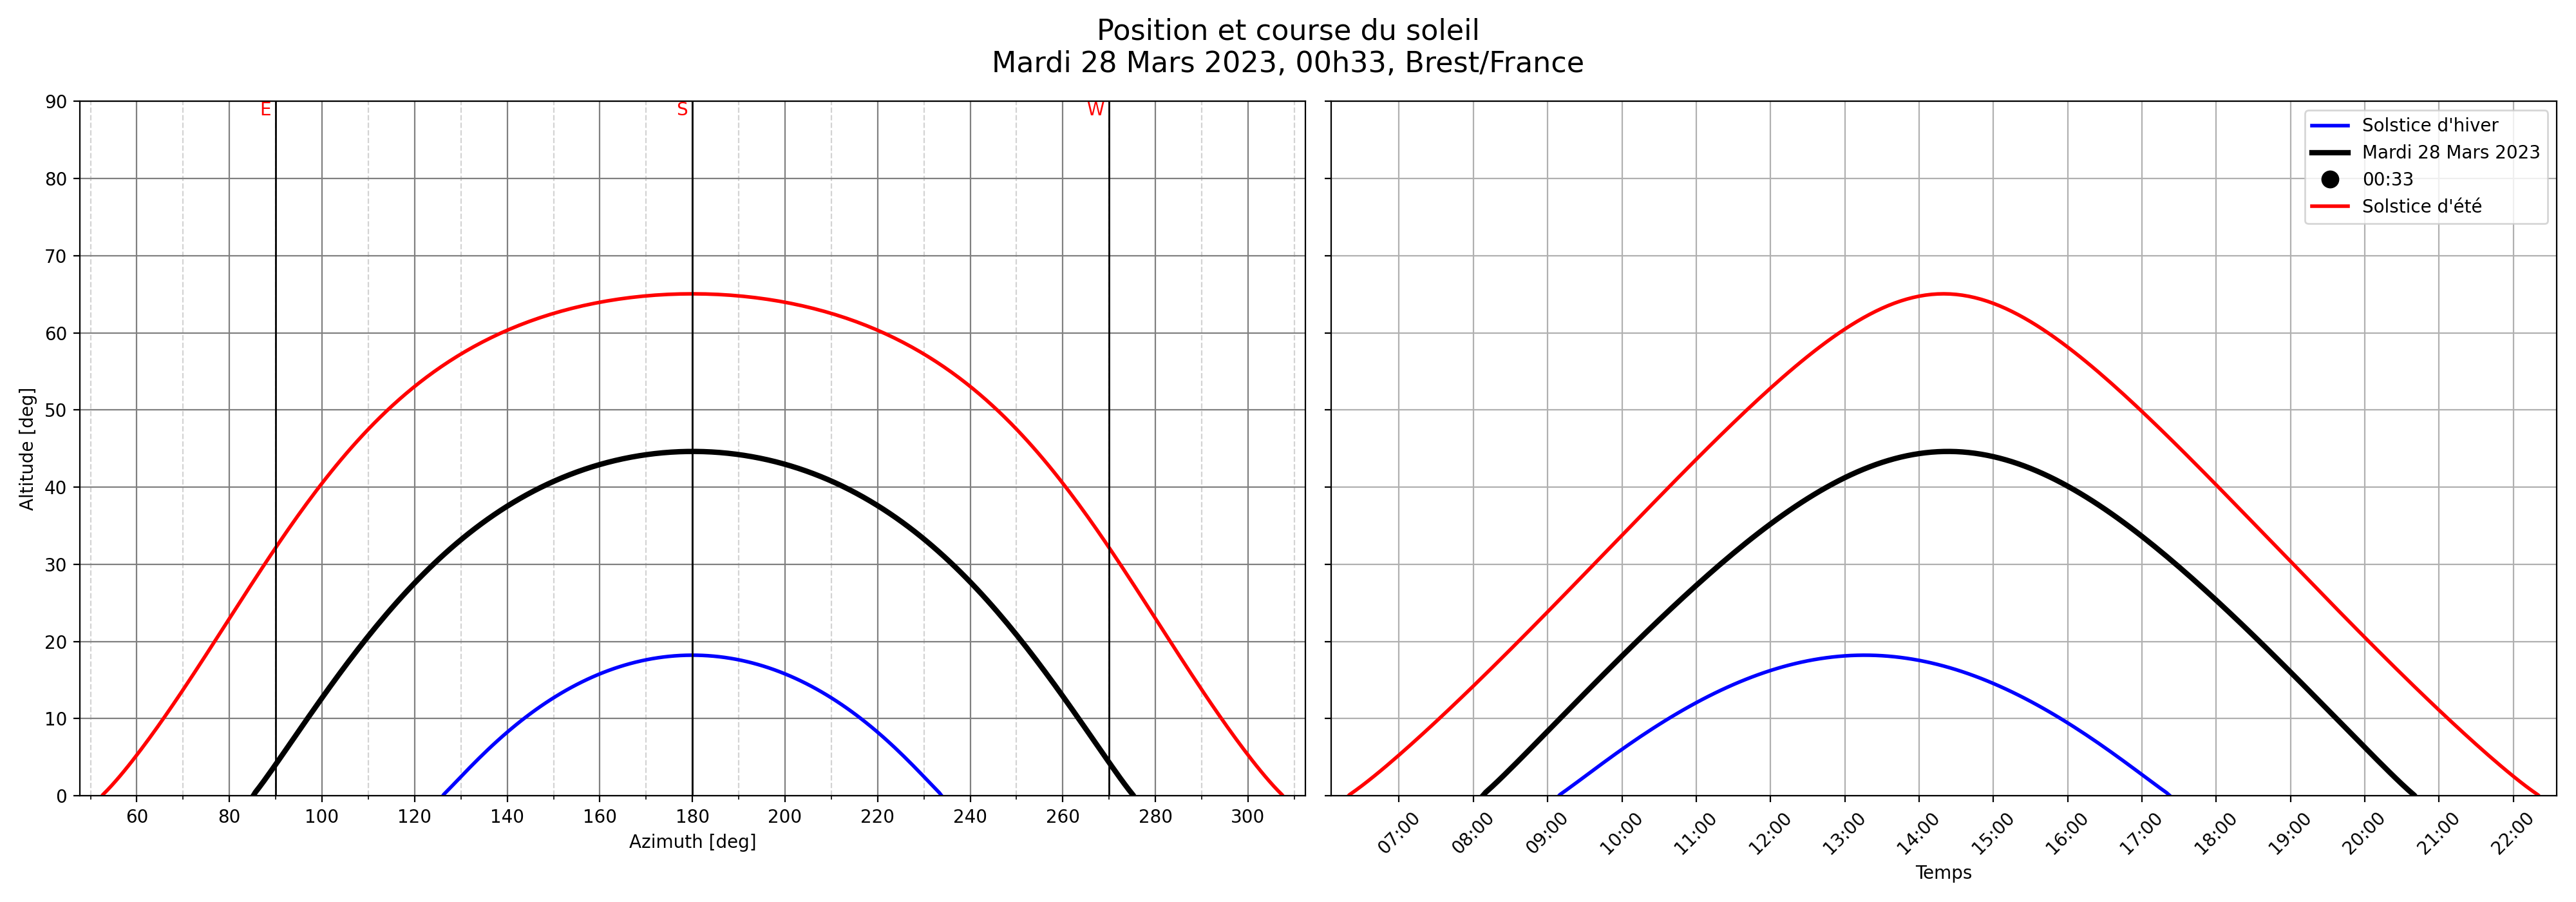 Position et course du soleil
Mardi 28 Mars 2023, 00h33, Brest/France
Altitude [deg]
90
80
70
60
50
40
30
20
10
0
E
S
W
60 80 100 120 140 160 180 200 220 240 260 280 300
Azimuth [deg]
Solstice d'hiver
Mardi 28 Mars 2023
00:33
Solstice d'été
07:00 08:00 09:00 10:00 11:00 12:00 13:00 14:00 15:00 16:00 17:00 18:00 19:00 20:00 21:00 22:00
Temps